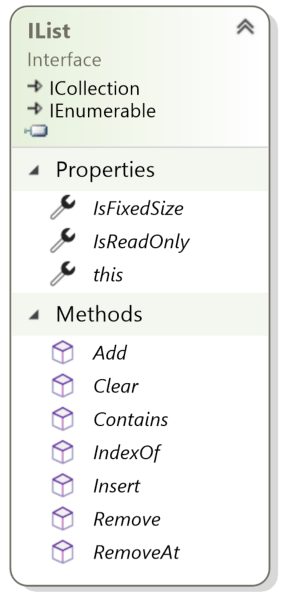 IList
Interface
ICollection
IEnumerable
Properties
IsFixedSize
IsReadOnly
this
Methods
Add
Clear
Contains
IndexOf
Insert
Remove
RemoveAt